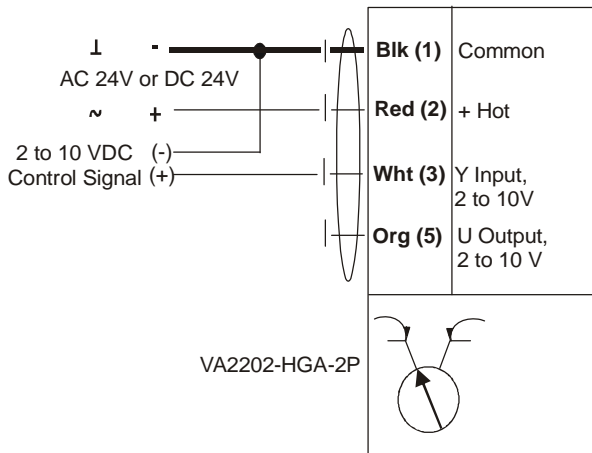 ⊥ - Blk (1) Common
AC 24V or DC 24V
~ + Red (2) + Hot
2 to 10 VDC (-)
Control Signal (+) Wht (3) Y Input,
2 to 10V
Org (5) U Output,
2 to 10 V
VA2202-HGA-2P